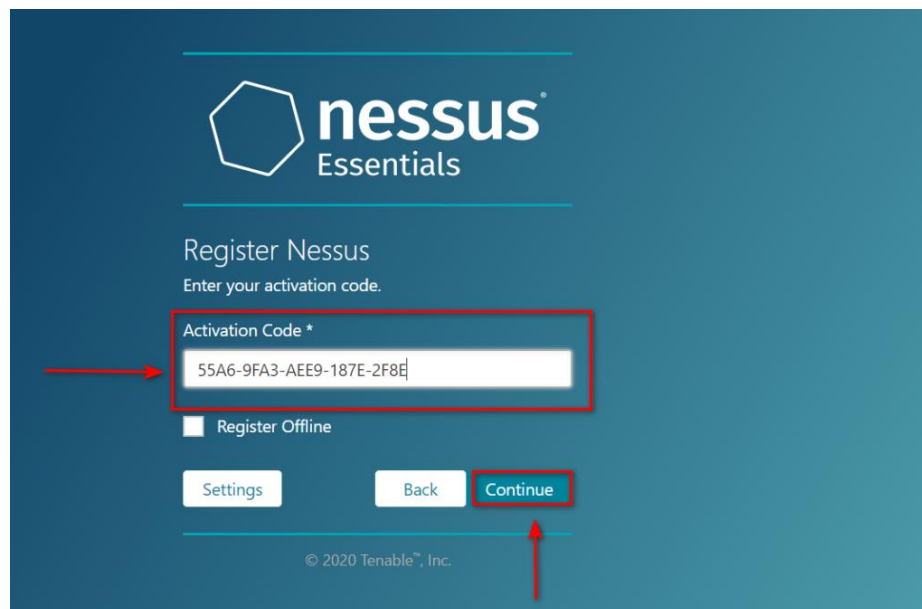 nessus®
Essentials
Register Nessus
Enter your activation code.
Activation Code *
55A6-9FA3-AEE9-187E-2F8E
Register Offline
Settings Back Continue
© 2020 Tenable™, Inc.